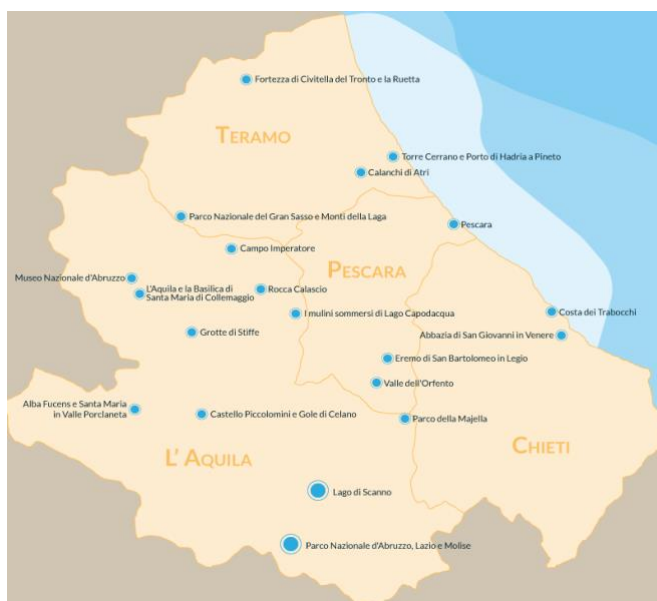 Fortezza di Civitella del Tronto e la Ruetta
TERAMO
Torre Cerrano e Porto di Hadria a Pineto
Calanchi di Atri
Parco Nazionale del Gran Sasso e Monti della Laga
Pescara
Campo Imperatore
PESCARA
Museo Nazionale d'Abruzzo
L'Aquila e la Basilica di
Santa Maria di Collemaggio
Rocca Calascio
I mulini sommersi di Lago Capodacqua
Costa dei Trabocchi
Grotte di Stiffe
Abbazia di San Giovanni in Venere
Eremo di San Bartolomeo in Legio
Valle dell'Orfento
Alba Fucens e Santa Maria
in Valle Porclaneta
Castello Piccolomini e Gole di Celano
Parco della Majella
CHIETI
L' AQUILA
Lago di Scanno
Parco Nazionale d'Abruzzo, Lazio e Molise